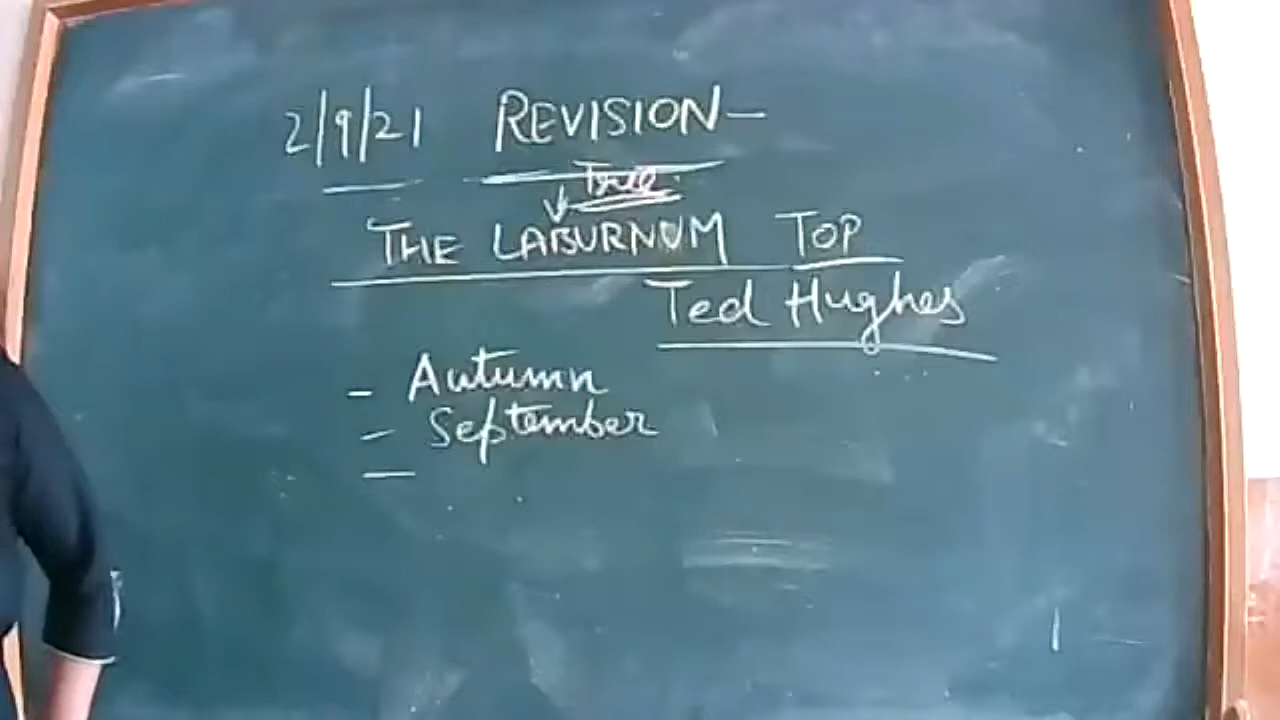 2/9/21 REVISION-
Tree
THE LABURNUM TOP
Ted Hughes
- Autumn
- September
-